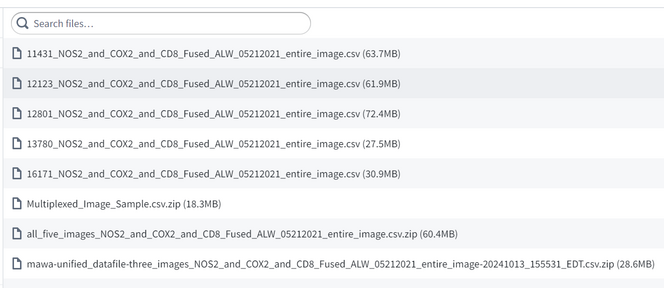 Search files...
11431_NOS2_and_COX2_and_CD8_Fused_ALW_05212021_entire_image.csv (63.7MB)
12123_NOS2_and_COX2_and_CD8_Fused_ALW_05212021_entire_image.csv (61.9MB)
12801_NOS2_and_COX2_and_CD8_Fused_ALW_05212021_entire_image.csv (72.4MB)
13780_NOS2_and_COX2_and_CD8_Fused_ALW_05212021_entire_image.csv (27.5MB)
16171_NOS2_and_COX2_and_CD8_Fused_ALW_05212021_entire_image.csv (30.9MB)
Multiplexed_Image_Sample.csv.zip (18.3MB)
all_five_images_NOS2_and_COX2_and_CD8_Fused_ALW_05212021_entire_image.csv.zip (60.4MB)
mawa-unified_datafile-three_images_NOS2_and_COX2_and_CD8_Fused_ALW_05212021_entire_image-20241013_155531_EDT.csv.zip (28.6MB)